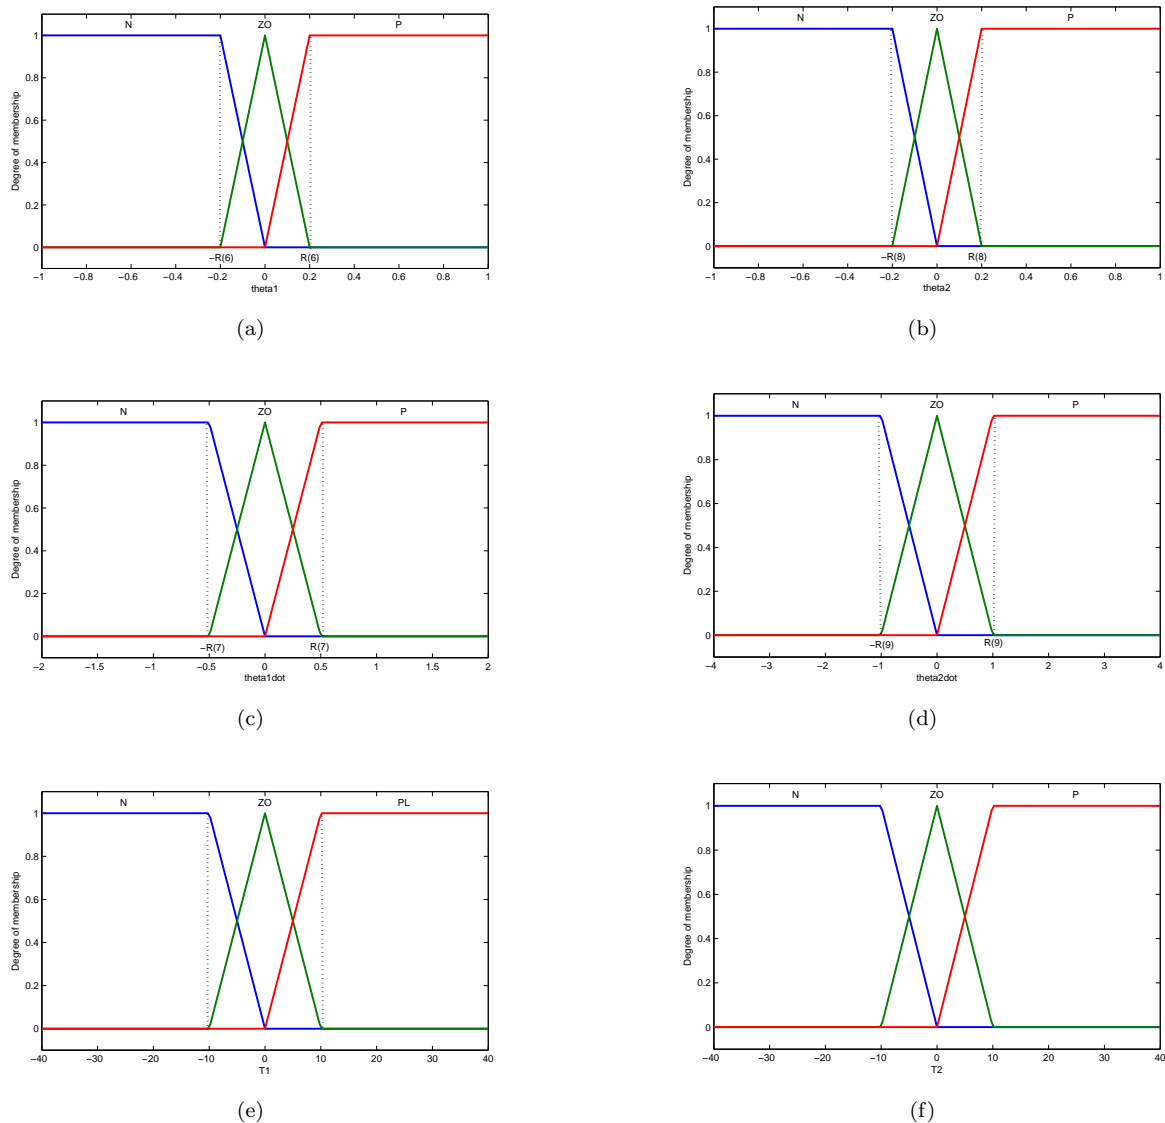 N ZO P
1
0.8
0.6
0.4
0.2
0
Degree of membership
−R(6) R(6)
−1 −0.8 −0.6 −0.4 −0.2 0 0.2 0.4 0.6 0.8 1
theta1
(a)
N ZO P
1
0.8
0.6
0.4
0.2
0
Degree of membership
−R(8) R(8)
−1 −0.8 −0.6 −0.4 −0.2 0 0.2 0.4 0.6 0.8 1
theta2
(b)
N ZO P
1
0.8
0.6
0.4
0.2
0
Degree of membership
−R(7) R(7)
−2 −1.5 −1 −0.5 0 0.5 1 1.5 2
theta1dot
(c)
N ZO P
1
0.8
0.6
0.4
0.2
0
Degree of membership
−R(9) R(9)
−4 −3 −2 −1 0 1 2 3 4
theta2dot
(d)
N ZO PL
1
0.8
0.6
0.4
0.2
0
Degree of membership
−40 −30 −20 −10 0 10 20 30 40
T1
(e)
N ZO P
1
0.8
0.6
0.4
0.2
0
Degree of membership
−40 −30 −20 −10 0 10 20 30 40
T2
(f)